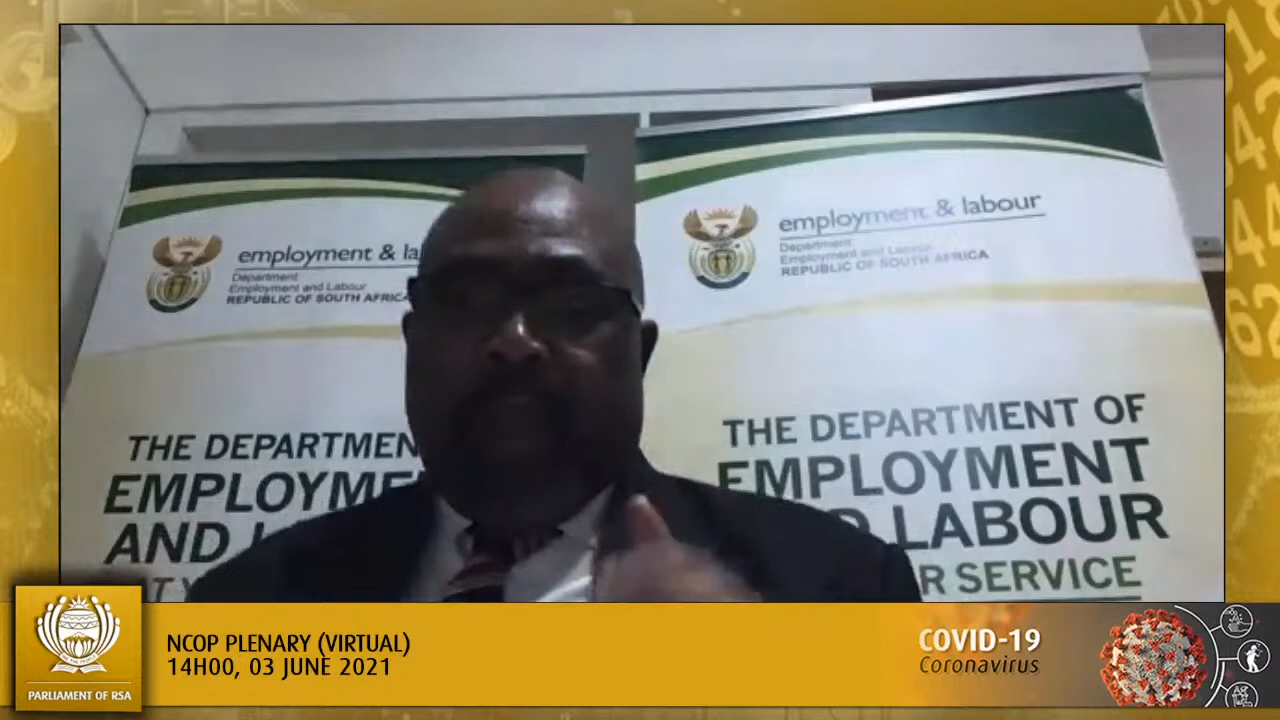 employment & la
Department
Employment and Labour
REPUBLIC OF SOUTH AFRICA
THE DEPARTMEN
EMPLOYME
AND L
employment & labour
Department
Employment and Labour
REPUBLIC OF SOUTH AFRICA
THE DEPARTMENT OF
EMPLOYMENT
LABOUR
R SERVICE
NCOP PLENARY (VIRTUAL)
14H00, 03 JUNE 2021
PARLIAMENT OF RSA
COVID-19
Coronavirus